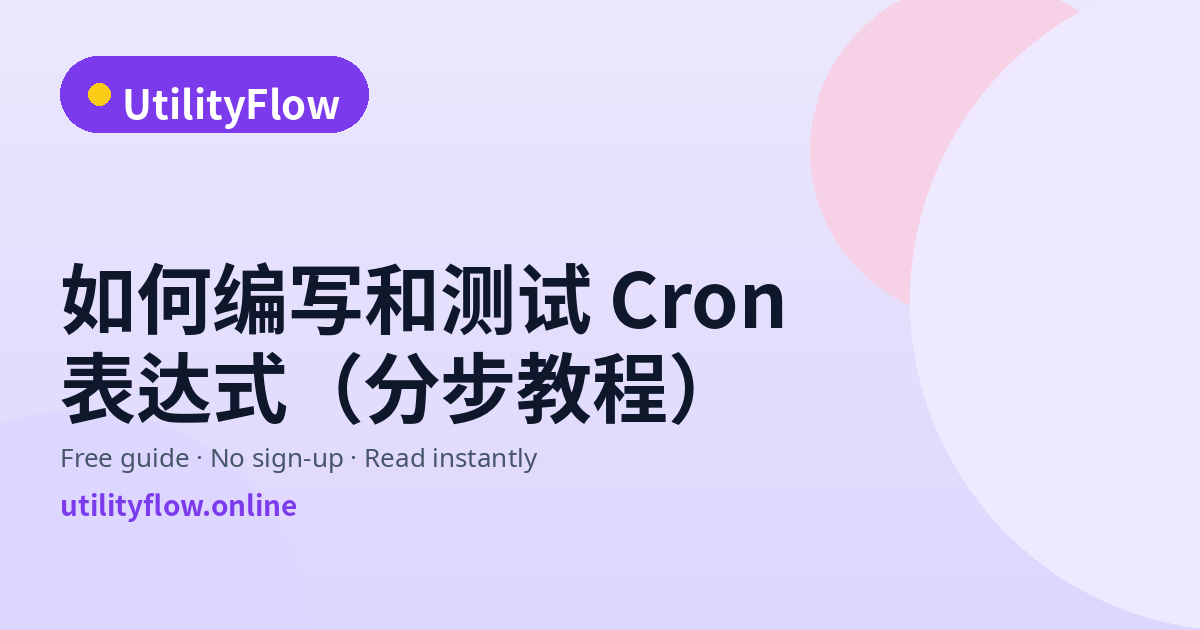 UtilityFlow
如何编写和测试 Cron
表达式（分步教程）
Free guide · No sign-up · Read instantly
utilityflow.online